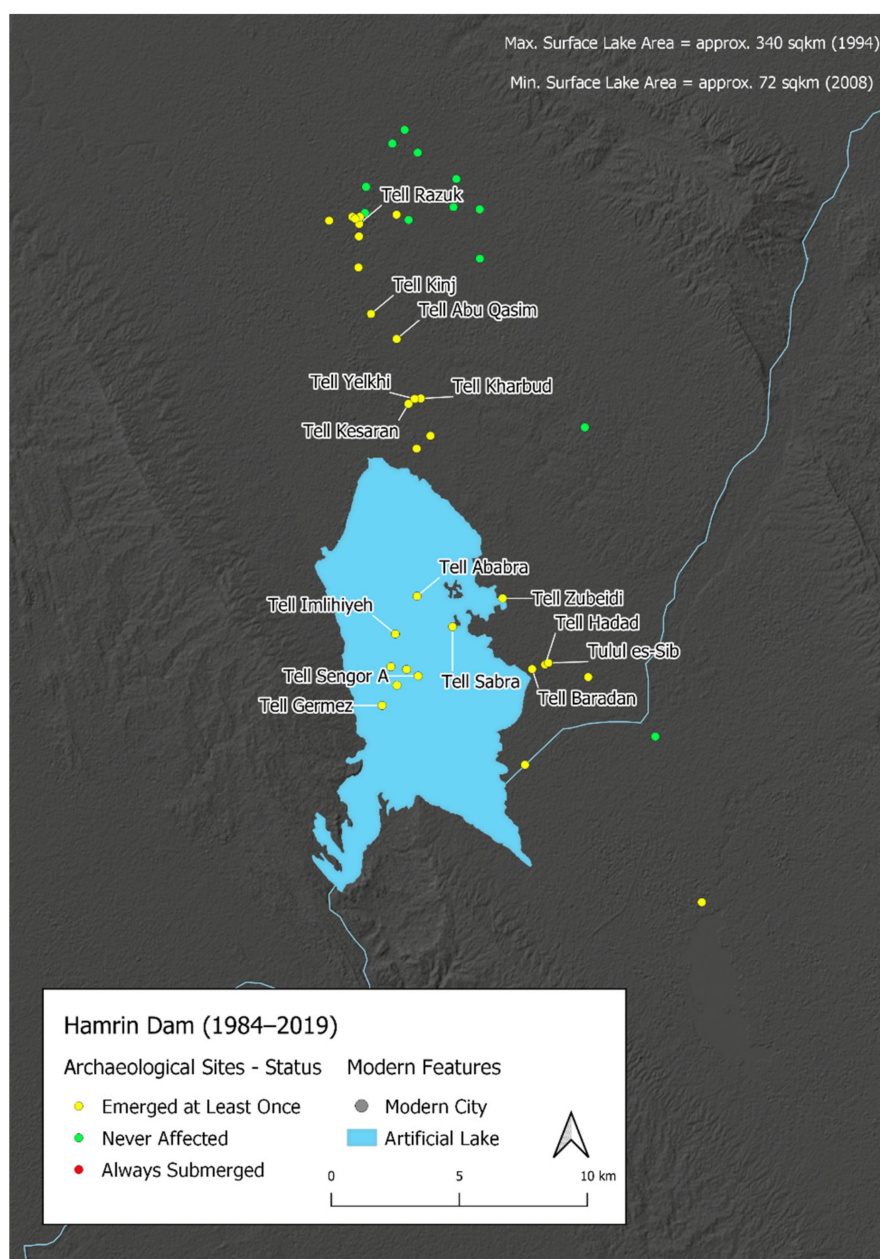 Max. Surface Lake Area = approx. 340 sqkm (1994)
Min. Surface Lake Area = approx. 72 sqkm (2008)
Tell Razuk
Tell Kinj
Tell Abu Qasim
Tell Yelkhi
Tell Kharbud
Tell Kesaran
Tell Ababra
Tell Zubeidi
Tell Imlihiyeh
Tell Hadad
Tulul es-Sib
Tell Sengor A
Tell Sabra
Tell Baradan
Tell Germez
Hamrin Dam (1984–2019)
Archaeological Sites - Status
Emerged at Least Once
Never Affected
Always Submerged
Modern Features
Modern City
Artificial Lake
0 5 10 km